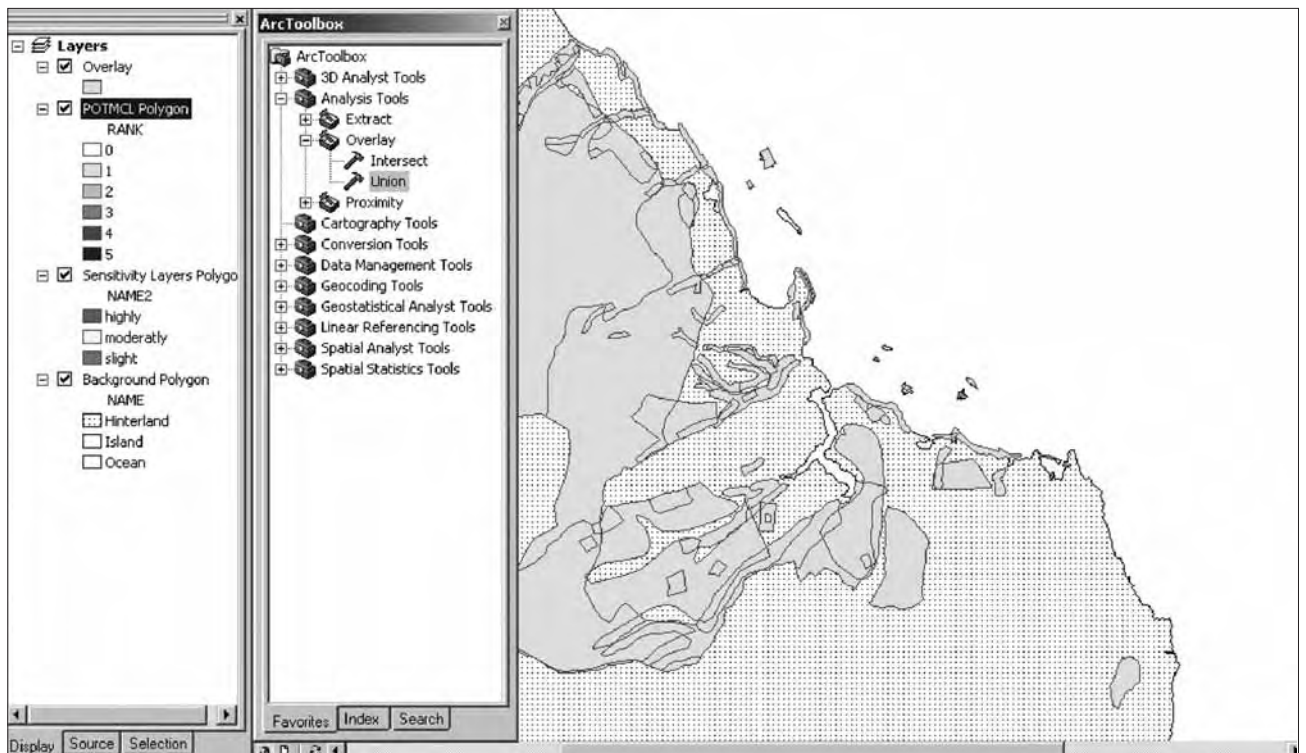 Layers
Overlay
POTMCL Polygon
RANK
0
1
2
3
4
5
Sensitivity Layers Polygo
NAME2
highly
moderatly
slight
Background Polygon
NAME
Hinterland
Island
Ocean
Display Source Selection
ArcToolbox
ArcToolbox
3D Analyst Tools
Analysis Tools
Extract
Overlay
Intersect
Union
Proximity
Cartography Tools
Conversion Tools
Data Management Tools
Geocoding Tools
Geostatistical Analyst Tools
Linear Referencing Tools
Spatial Analyst Tools
Spatial Statistics Tools
Favorites Index Search